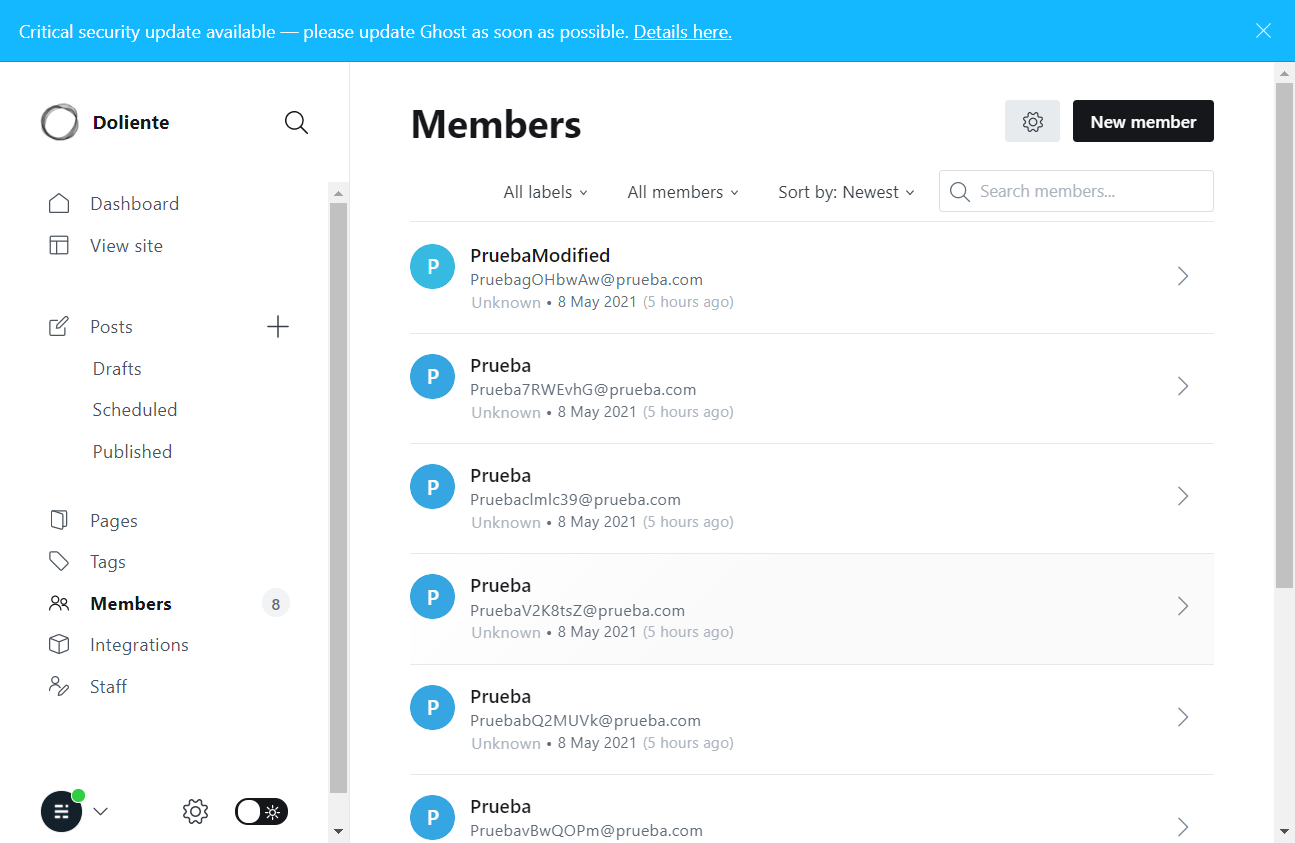 Critical security update available — please update Ghost as soon as possible. Details here.
Doliente
Dashboard
View site
Posts
Drafts
Scheduled
Published
Pages
Tags
Members
8
Integrations
Staff
Members
New member
All labels
All members
Sort by: Newest
Search members...
P
PruebaModified
PruebagOHbwAw@prueba.com
Unknown • 8 May 2021 (5 hours ago)
P
Prueba
Prueba7RWEvhG@prueba.com
Unknown • 8 May 2021 (5 hours ago)
P
Prueba
Pruebaclmlc39@prueba.com
Unknown • 8 May 2021 (5 hours ago)
P
Prueba
PruebaV2K8tsZ@prueba.com
Unknown • 8 May 2021 (5 hours ago)
P
Prueba
PruebabQ2MUVk@prueba.com
Unknown • 8 May 2021 (5 hours ago)
P
Prueba
PruebavBwQOPm@prueba.com